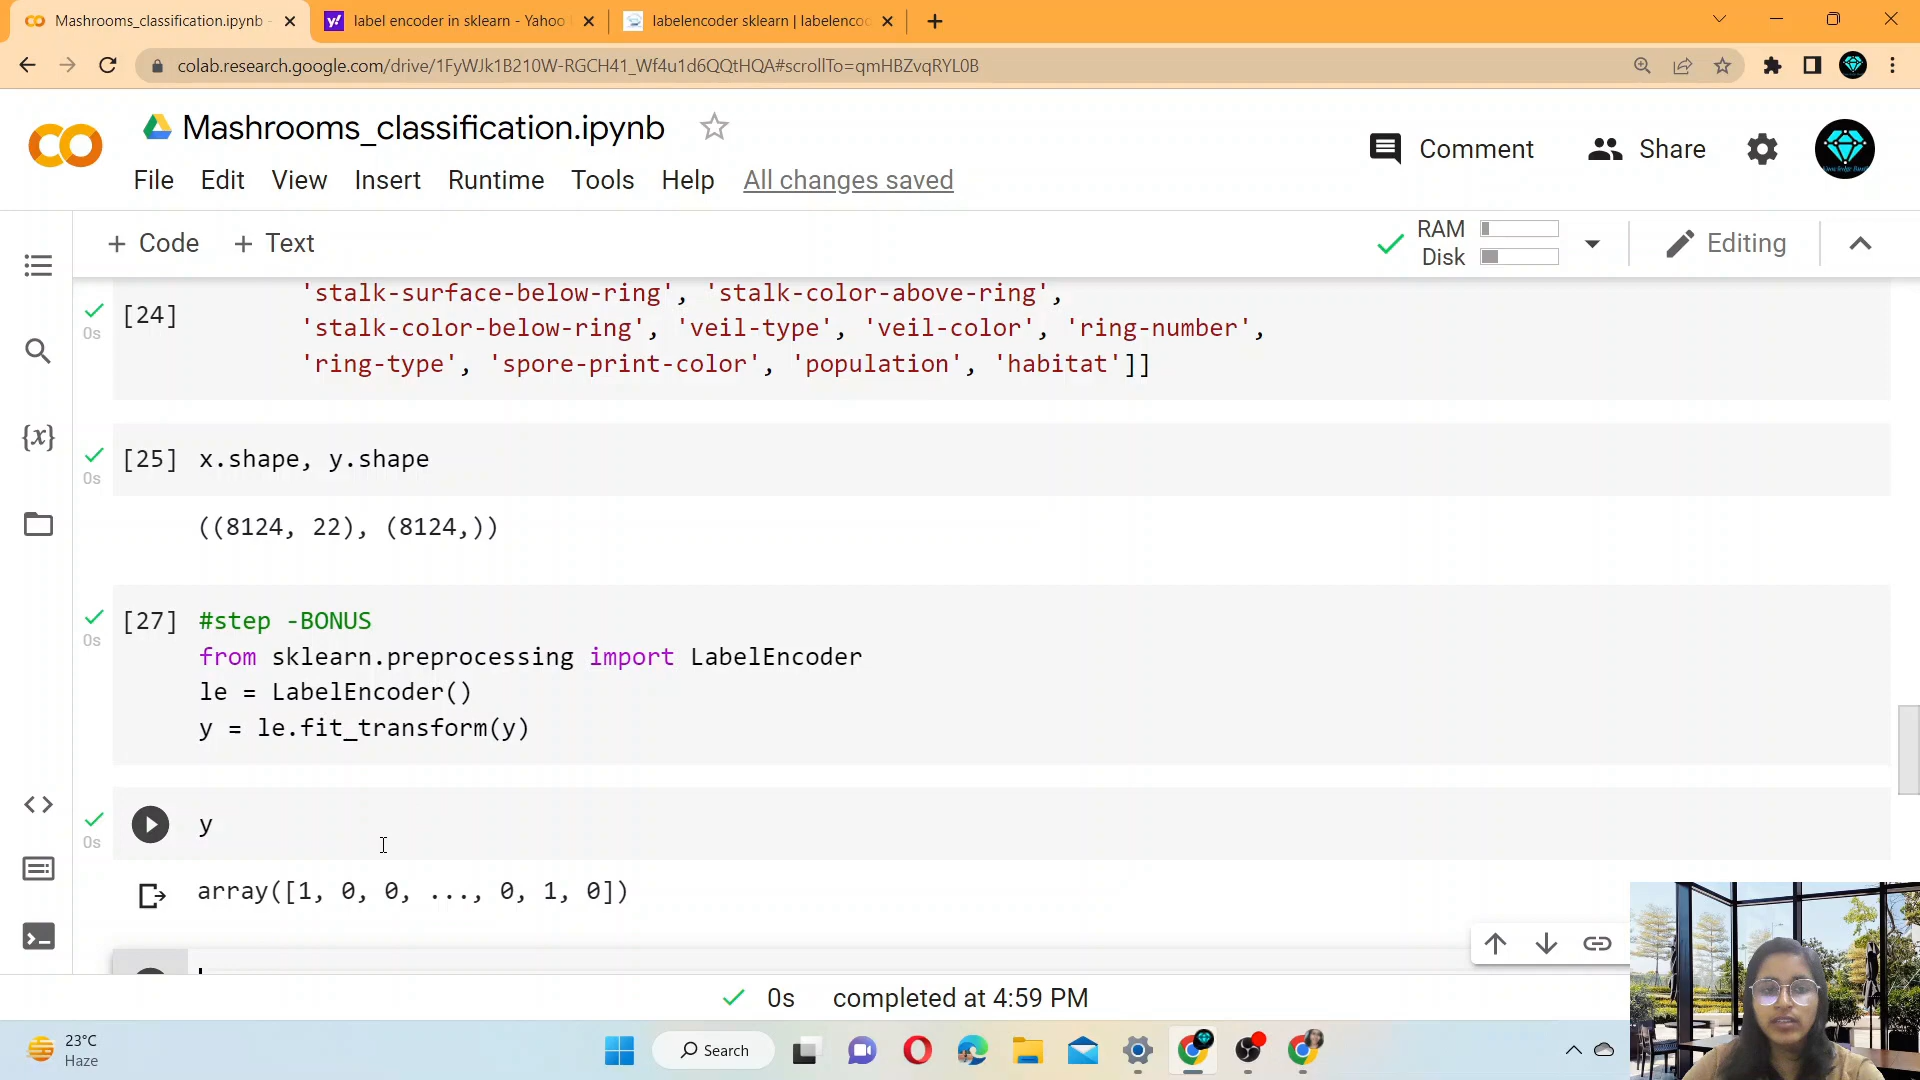 Mashrooms_classification.ipynb -
label encoder in sklearn - Yahoo
labelencoder sklearn | labelenco
colab.research.google.com/drive/1FyWJk1B210W-RGCH41_Wf4u1d6QQtHQA#scrollTo=qmHBZvqRYL0B
Mashrooms_classification.ipynb
Comment
Share
File Edit View Insert Runtime Tools Help All changes saved
+ Code + Text
RAM
Disk
Editing
'stalk-surface-below-ring', 'stalk-color-above-ring',
[24]
0s
'stalk-color-below-ring', 'veil-type', 'veil-color', 'ring-number',
'ring-type', 'spore-print-color', 'population', 'habitat']]
{x}
[25] x.shape, y.shape
0s
((8124, 22), (8124,))
[27] #step -BONUS
0s
from sklearn.preprocessing import LabelEncoder
le = LabelEncoder()
y = le.fit_transform(y)
y
0s
array([1, 0, 0, ..., 0, 1, 0])
0s completed at 4:59 PM
23°C
Haze
Search